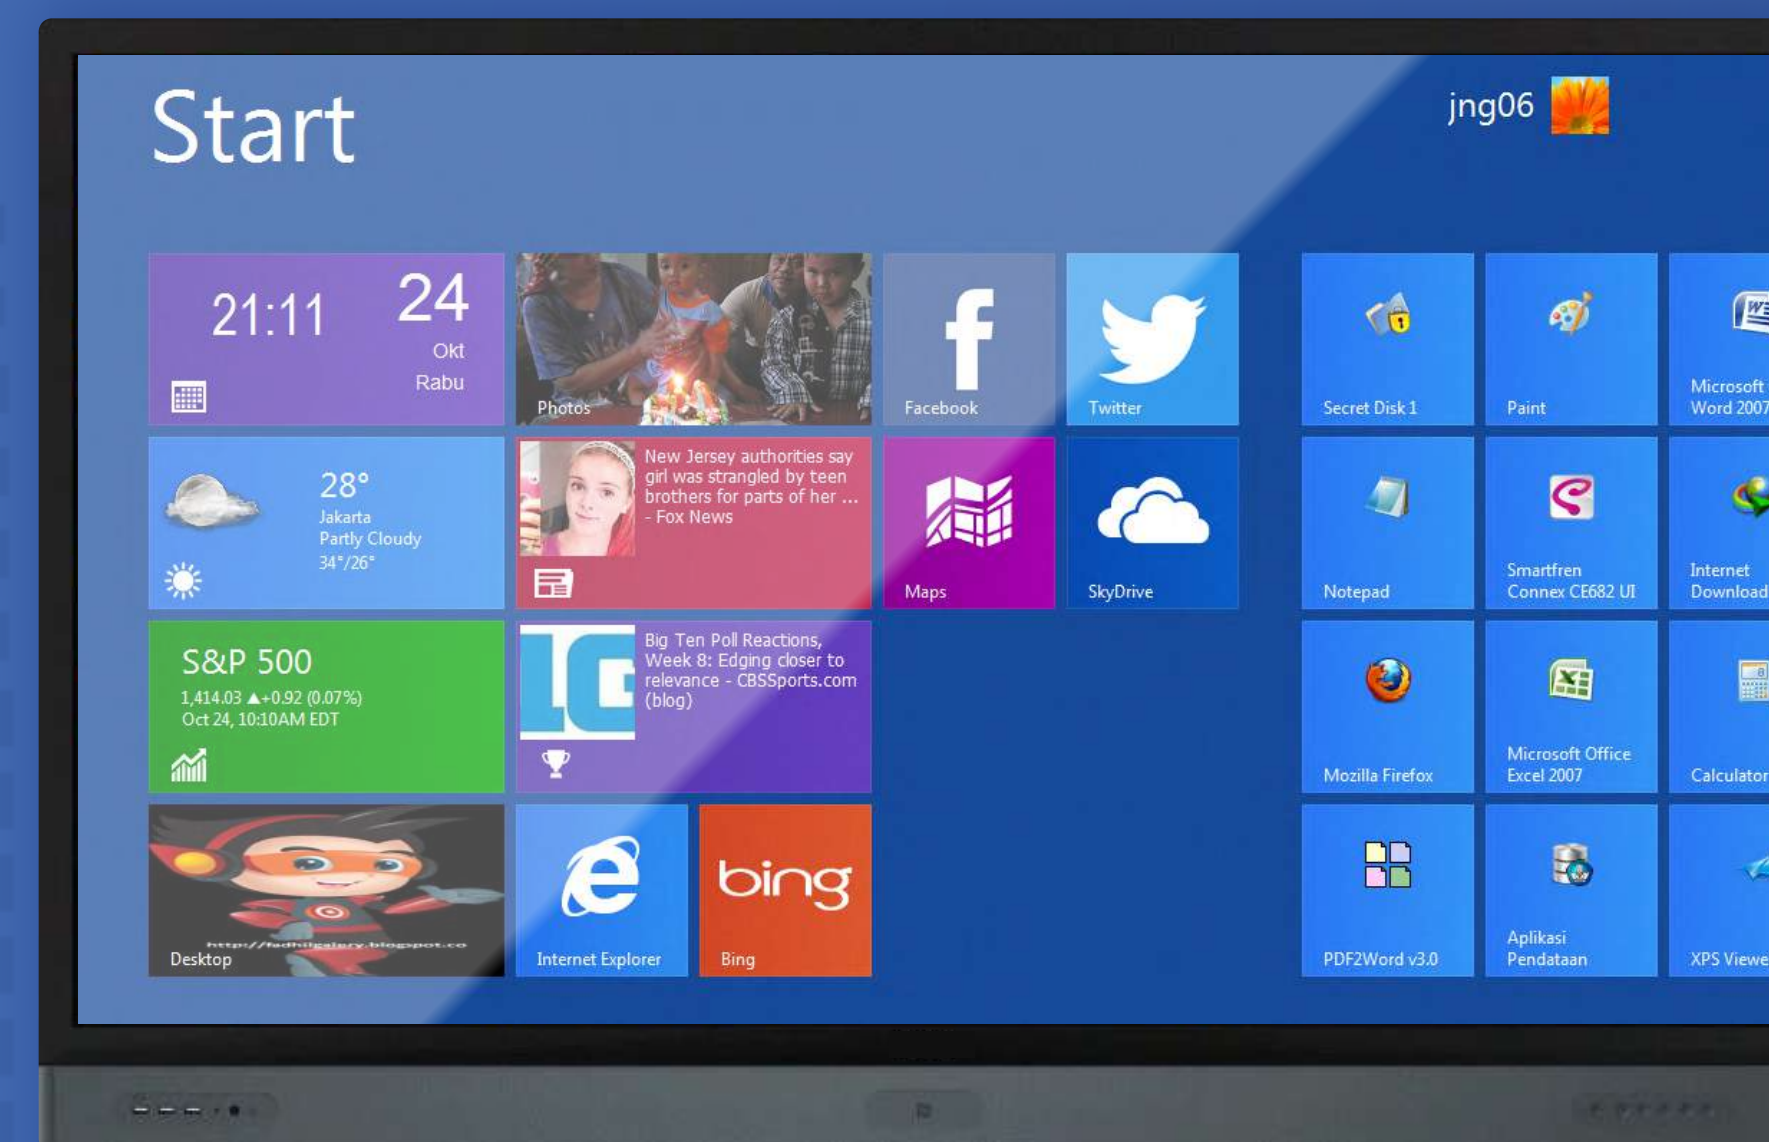 Start
jng06
21:11
24
Okt
Rabu
Photos
Facebook
Twitter
Secret Disk 1
Paint
Microsoft
Word 2007
28°
Jakarta
Partly Cloudy
34°/26°
New Jersey authorities say
girl was strangled by teen
brothers for parts of her ...
- Fox News
Maps
SkyDrive
Notepad
Smartfren
Connex CE682 UI
Internet
Download
S&P 500
1,414.03 ▲+0.92 (0.07%)
Oct 24, 10:10AM EDT
Big Ten Poll Reactions,
Week 8: Edging closer to
relevance - CBSSports.com
(blog)
Mozilla Firefox
Microsoft Office
Excel 2007
Calculator
http://fadhilgalery.blogspot.co
Desktop
Internet Explorer
bing
Bing
PDF2Word v3.0
Aplikasi
Pendataan
XPS Viewe